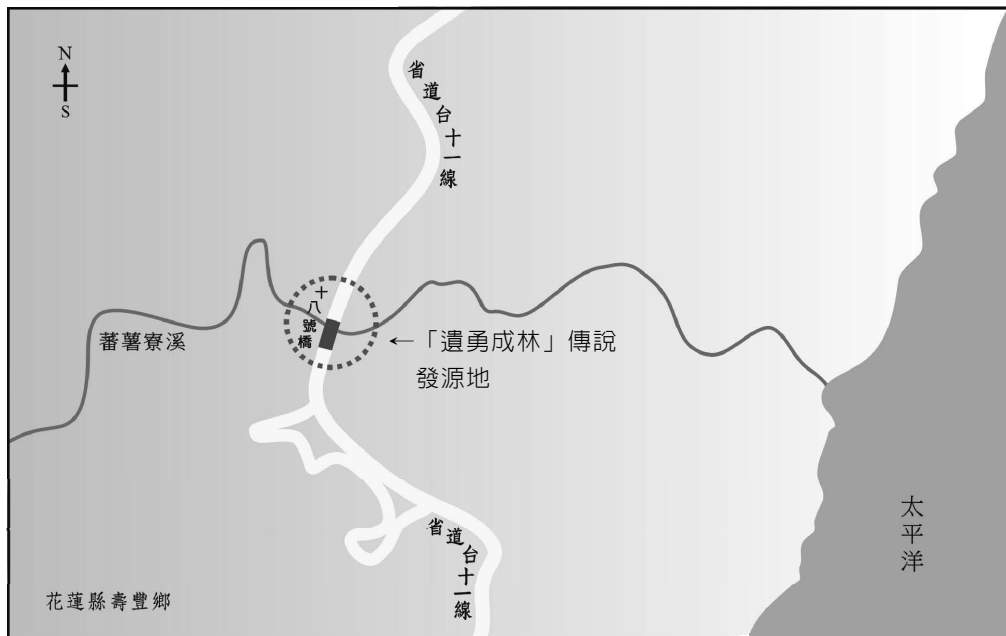 N
S
省道台十一線
十八號橋
蕃薯寮溪
←「遺勇成林」傳說
發源地
省道台十一線
太平洋
花蓮縣壽豐鄉